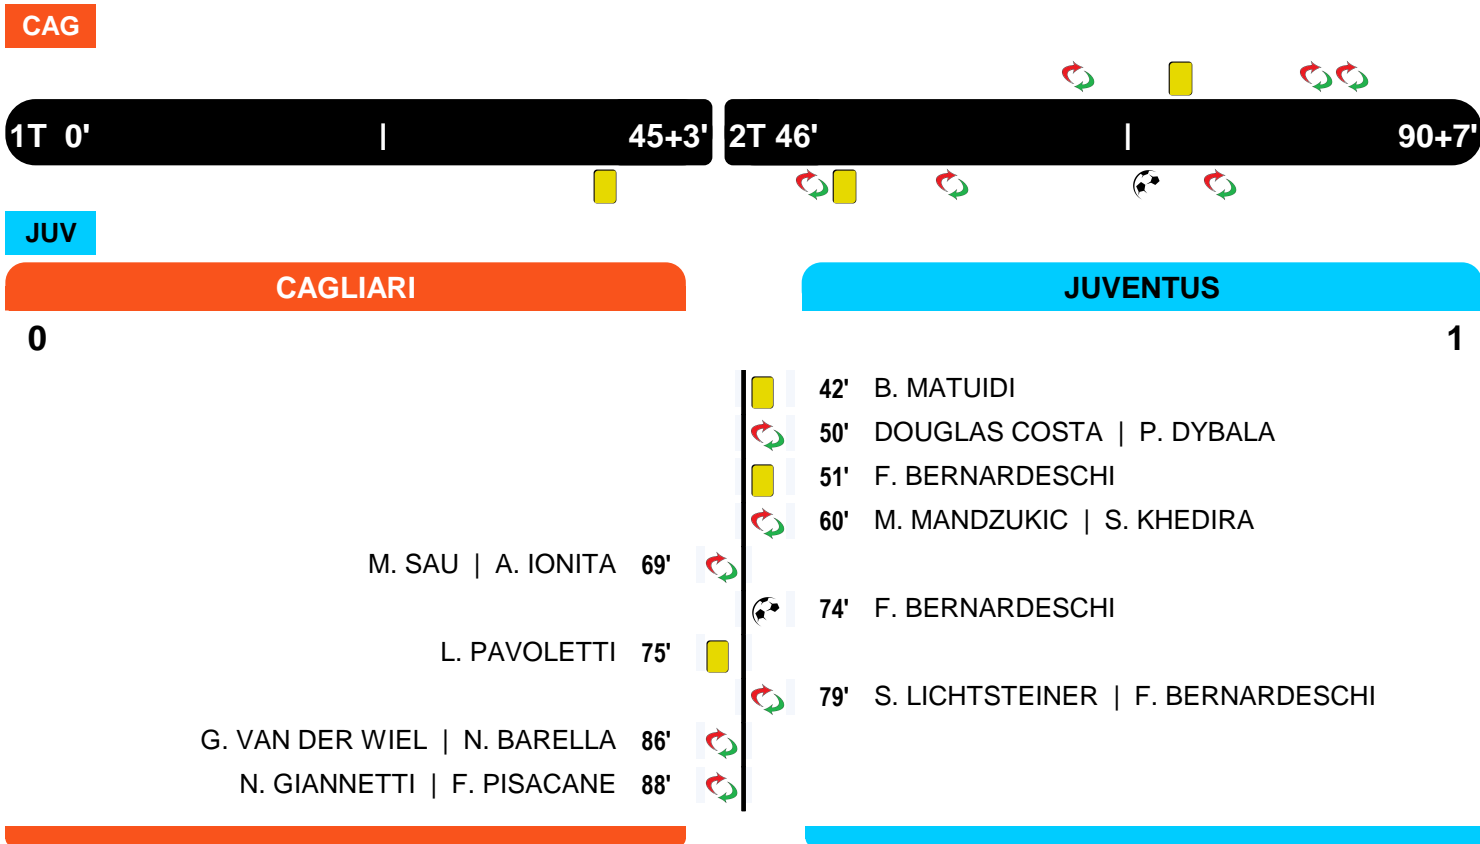 CAG
1T 0' | 45+3' 2T 46' | 90+7'
JUV
CAGLIARI JUVENTUS
0 1
42' B. MATUIDI
50' DOUGLAS COSTA | P. DYBALA
51' F. BERNARDESCHI
60' M. MANDZUKIC | S. KHEDIRA
M. SAU | A. IONITA 69'
74' F. BERNARDESCHI
L. PAVOLETTI 75'
79' S. LICHTSTEINER | F. BERNARDESCHI
G. VAN DER WIEL | N. BARELLA 86'
N. GIANNETTI | F. PISACANE 88'